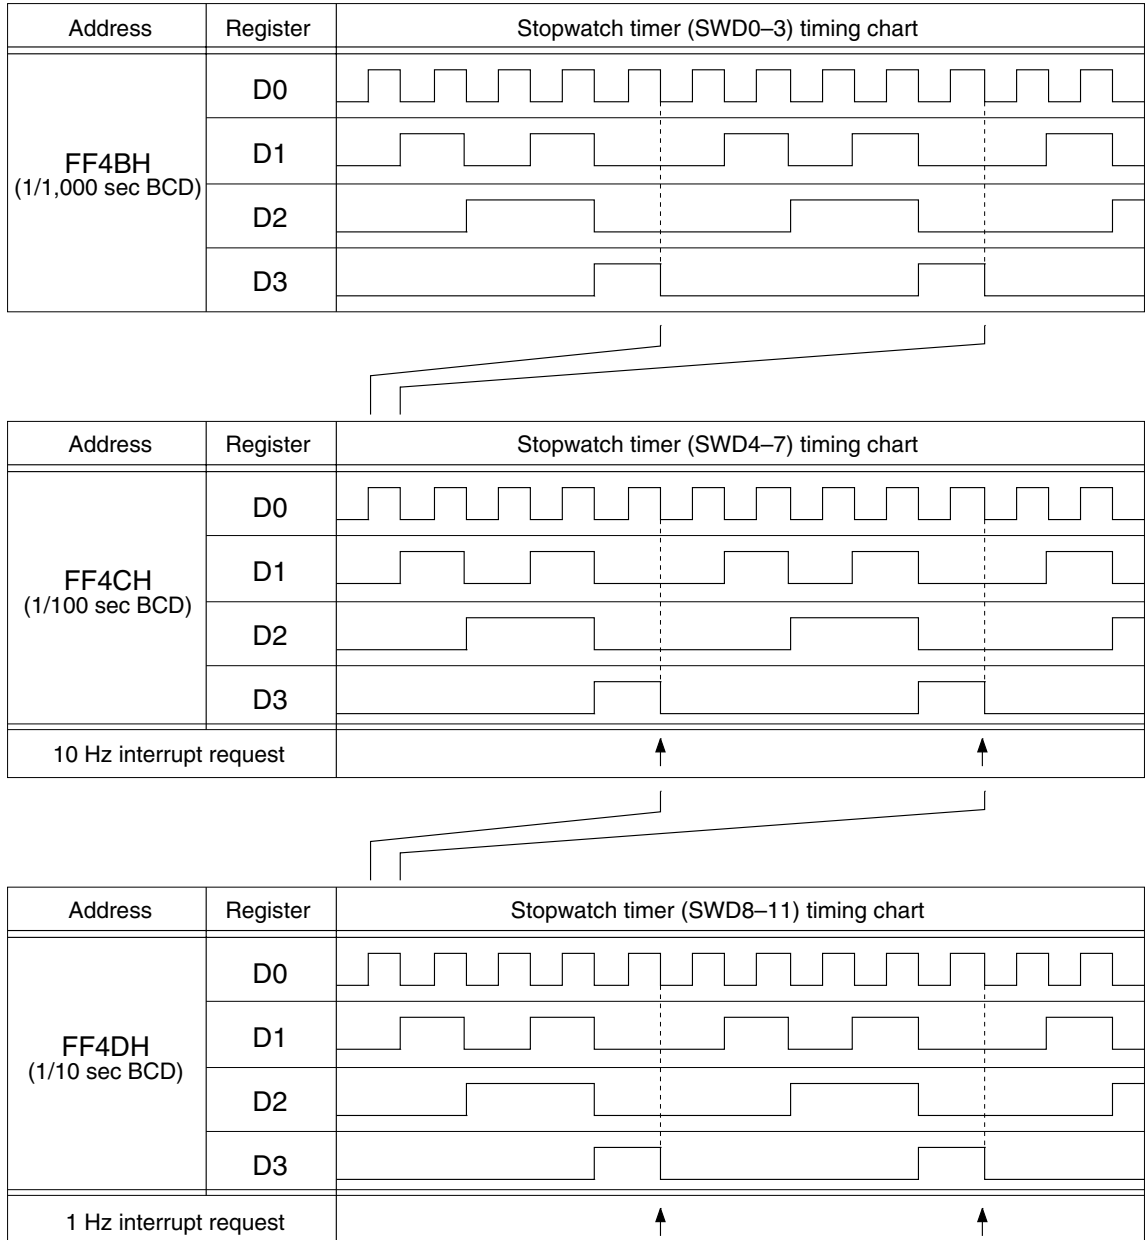 Address Register Stopwatch timer (SWD0–3) timing chart
FF4BH
(1/1,000 sec BCD)
D0
D1
D2
D3
Address Register Stopwatch timer (SWD4–7) timing chart
FF4CH
(1/100 sec BCD)
D0
D1
D2
D3
10 Hz interrupt request
Address Register Stopwatch timer (SWD8–11) timing chart
FF4DH
(1/10 sec BCD)
D0
D1
D2
D3
1 Hz interrupt request